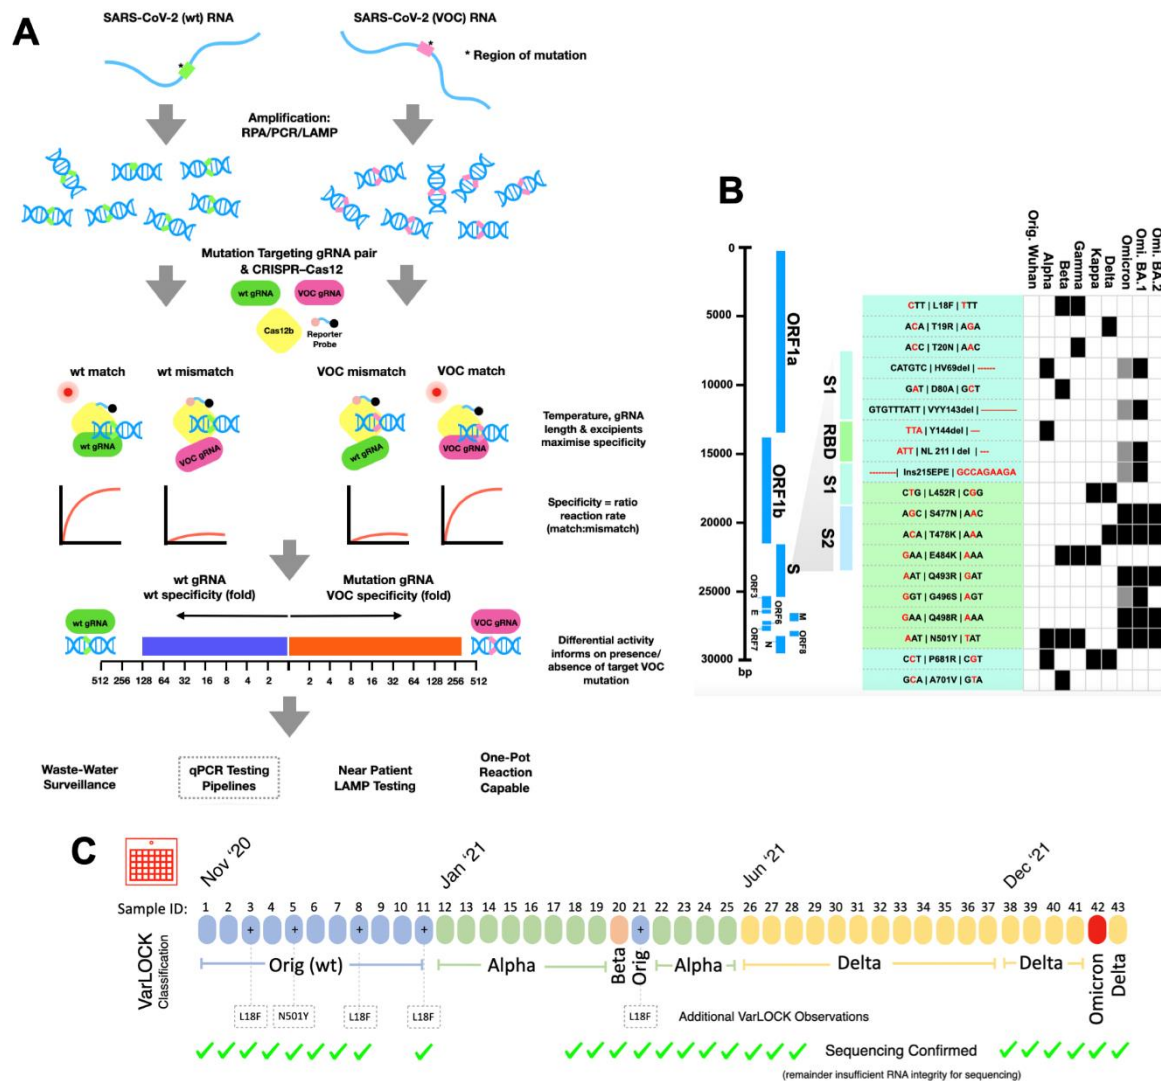 A
SARS-CoV-2 (wt) RNA
SARS-CoV-2 (VOC) RNA
*
*
* Region of mutation
Amplification:
RPA/PCR/LAMP
Mutation Targeting gRNA pair
& CRISPR–Cas12
wt gRNA
VOC gRNA
Cas12b
Reporter
Probe
wt match
wt mismatch
VOC mismatch
VOC match
wt gRNA
VOC gRNA
wt gRNA
VOC gRNA
Temperature, gRNA
length & excipients
maximise specificity
Specificity = ratio
reaction rate
(match:mismatch)
wt gRNA
wt specificity (fold)
Mutation gRNA
VOC specificity (fold)
wt gRNA
VOC gRNA
Differential activity
informs on presence/
absence of target VOC
mutation
512 256 128 64 32 16 8 4 2 2 4 8 16 32 64 128 256 512
Waste-Water
Surveillance
qPCR Testing
Pipelines
Near Patient
LAMP Testing
One-Pot
Reaction
Capable
B
0
5000
10000
15000
20000
25000
30000
bp
ORF1a
ORF1b
S
ORF3
E
ORF6
M
ORF7
N
ORF8
S1
RBD
S1
S2
Orig. Wuhan
Alpha
Beta
Gamma
Kappa
Delta
Omicron
Omi. BA.1
Omi. BA.2
CTT | L18F | TTT
ACA | T19R | AGA
ACC | T20N | AAC
CATGTC | HV69del | ------
GAT | D80A | GCT
GTGTTTATT | VYY143del | ------------
TTA | Y144del | ---
ATT | NL 211 I del | ---
---------| Ins215EPE | GCCAGAAGA
CTG | L452R | CGG
AGC | S477N | AAC
ACA | T478K | AAA
GAA | E484K | AAA
AAT | Q493R | GAT
GGT | G496S | AGT
GAA | Q498R | AAA
AAT | N501Y | TAT
CCT | P681R | CGT
GCA | A701V | GTA
C
Nov ‘20
Jan ‘21
Jun ‘21
Dec ‘21
Sample ID: 1 2 3 4 5 6 7 8 9 10 11 12 13 14 15 16 17 18 19 20 21 22 23 24 25 26 27 28 29 30 31 32 33 34 35 36 37 38 39 40 41 42 43
+ + + + +
VarLOCK
Classification
Orig (wt)
Alpha
Beta
Orig
Alpha
Delta
Delta
Omicron
Delta
L18F
N501Y
L18F
L18F
L18F
Additional VarLOCK Observations
Sequencing Confirmed
(remainder insufficient RNA integrity for sequencing)